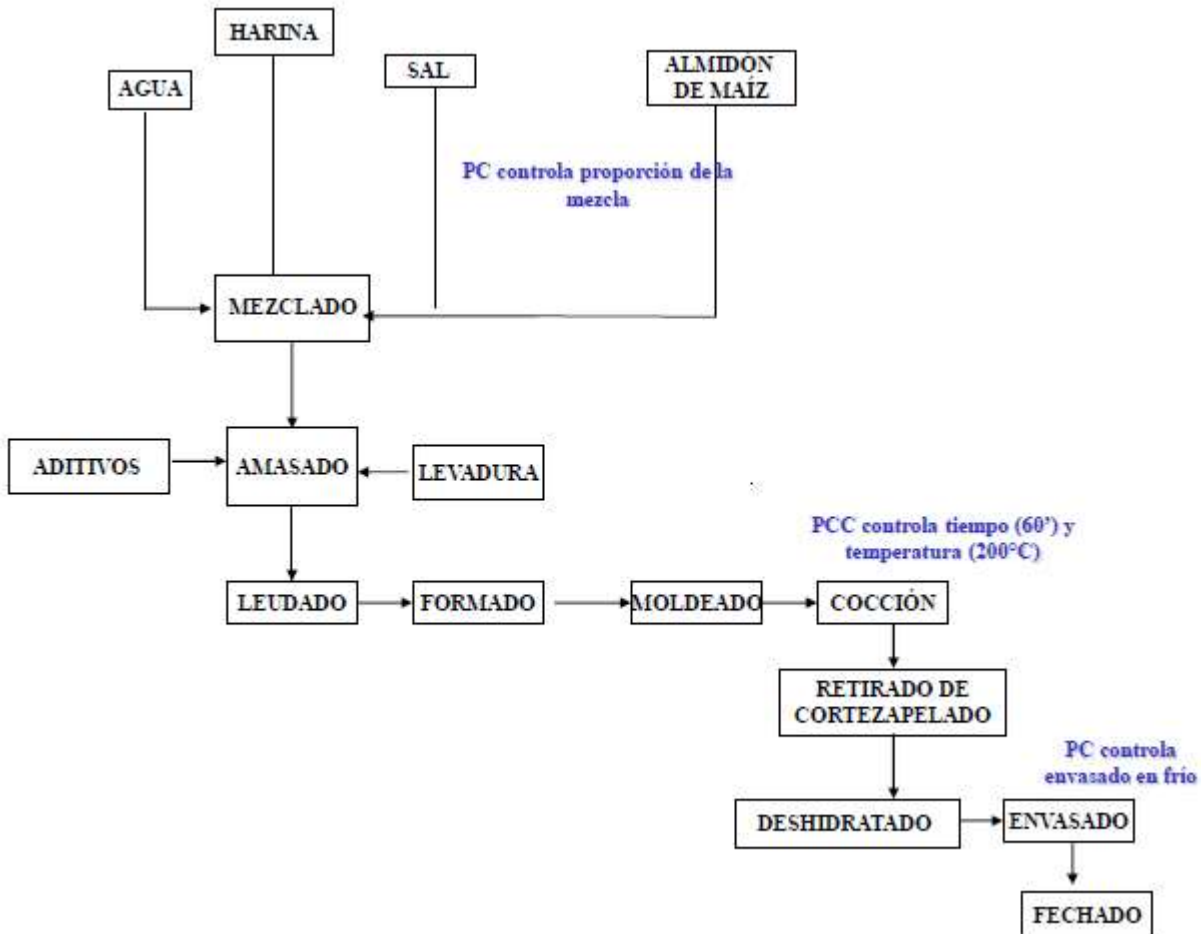 HARINA
AGUA
SAL
ALMIDÓN
DE MAÍZ
PC controla proporción de la
mezcla
MEZCLADO
ADITIVOS
AMASADO
LEVADURA
PCC controla tiempo (60’) y
temperatura (200°C)
LEUDADO
FORMADO
MOLDEADO
COCCIÓN
RETIRADO DE
CORTEZAPELADO
PC controla
envasado en frío
DESHIDRATADO
ENVASADO
FECHADO